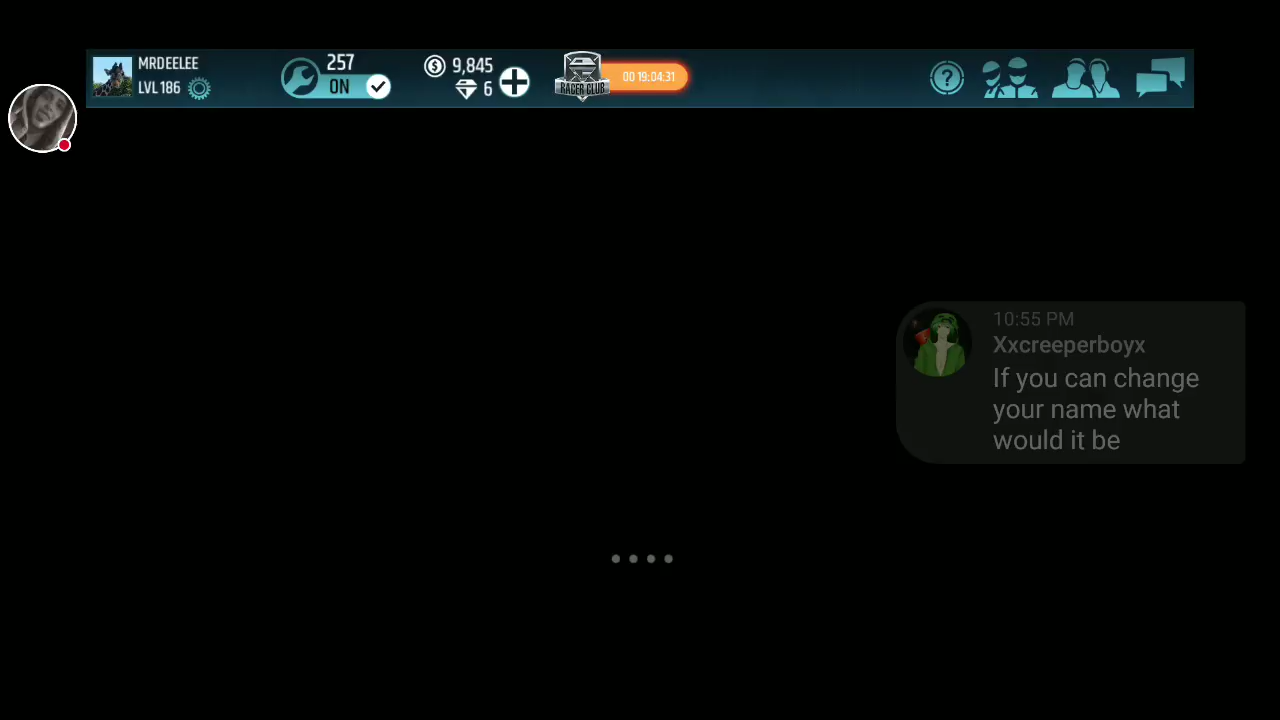 MRDEELEE
LVL 186
257
ON
9,845
6
RACER CLUB
00 19:04:31
?
10:55 PM
Xxcreeperboyx
If you can change
your name what
would it be